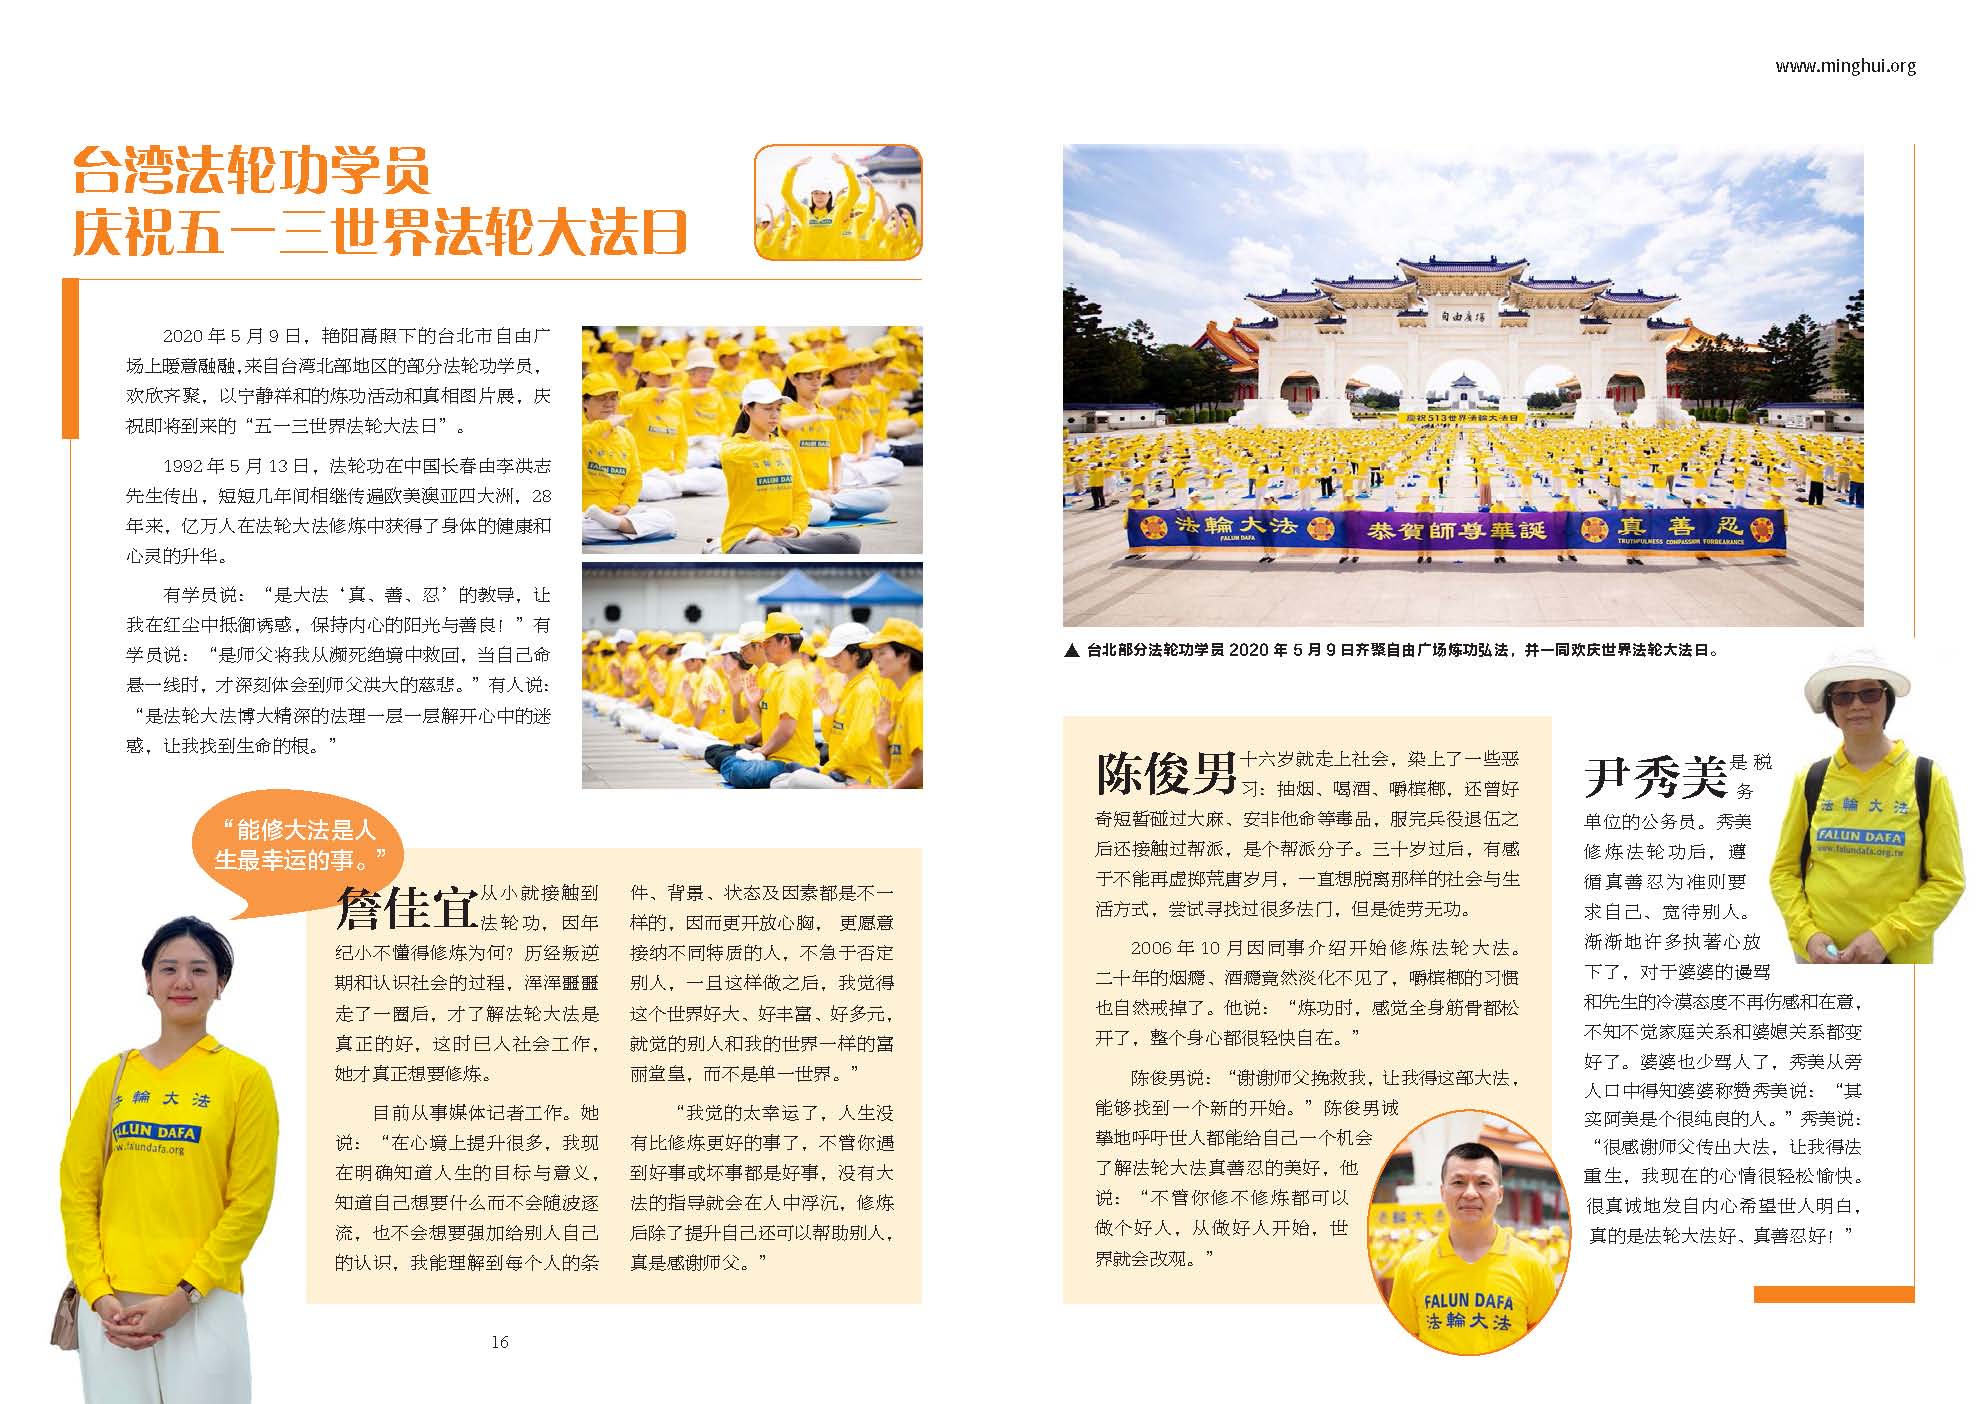 www.minghui.org
台湾法轮功学员
庆祝五一三世界法轮大法日
2020 年 5 月 9 日，艳阳高照下的台北市自由广
场上暖意融融,来自台湾北部地区的部分法轮功学员，
欢欣齐聚，以宁静祥和的炼功活动和真相图片展，庆
祝即将到来的“五一三世界法轮大法日”。
1992 年 5 月 13 日，法轮功在中国长春由李洪志
先生传出，短短几年间相继传遍欧美澳亚四大洲，28
年来，亿万人在法轮大法修炼中获得了身体的健康和
心灵的升华。
有学员说：“是大法‘真、善、忍’的教导，让
我在红尘中抵御诱惑，保持内心的阳光与善良！”有
学员说：“是师父将我从濒死绝境中救回，当自己命
悬一线时，才深刻体会到师父洪大的慈悲。”有人说：
“是法轮大法博大精深的法理一层一层解开心中的迷
惑，让我找到生命的根。”
“能修大法是人
生最幸运的事。”
詹佳宜从小就接触到
法轮功，因年
纪小不懂得修炼为何？历经叛逆
期和认识社会的过程，浑浑噩噩
走了一圈后，才了解法轮大法是
真正的好，这时已入社会工作，
她才真正想要修炼。
目前从事媒体记者工作。她
说：“在心境上提升很多，我现
在明确知道人生的目标与意义，
知道自己想要什么而不会随波逐
流，也不会想要强加给别人自己
的认识，我能理解到每个人的条
件、背景、状态及因素都是不一
样的，因而更开放心胸， 更愿意
接纳不同特质的人，不急于否定
别人，一旦这样做之后，我觉得
这个世界好大、好丰富、好多元，
就觉的别人和我的世界一样的富
丽堂皇，而不是单一世界。”
“我觉的太幸运了，人生没
有比修炼更好的事了，不管你遇
到好事或坏事都是好事，没有大
法的指导就会在人中浮沉，修炼
后除了提升自己还可以帮助别人，
真是感谢师父。”
法輪大法
FALUN DAFA
www.falundafa.org
16
自由廣場
慶祝513世界法輪大法日
法輪大法
FALUN DAFA
恭賀師尊華誕
真善忍
TRUTHFULNESS COMPASSION FORBEARANCE
▲ 台北部分法轮功学员 2020 年 5 月 9 日齐聚自由广场炼功弘法，并一同欢庆世界法轮大法日。
陈俊男十六岁就走上社会，染上了一些恶
习：抽烟、喝酒、嚼槟榔，还曾好
奇短暂碰过大麻、安非他命等毒品，服完兵役退伍之
后还接触过帮派，是个帮派分子。三十岁过后，有感
于不能再虚掷荒唐岁月，一直想脱离那样的社会与生
活方式，尝试寻找过很多法门，但是徒劳无功。
2006 年 10 月因同事介绍开始修炼法轮大法。
二十年的烟瘾、酒瘾竟然淡化不见了，嚼槟榔的习惯
也自然戒掉了。他说：“炼功时，感觉全身筋骨都松
开了，整个身心都很轻快自在。”
陈俊男说：“谢谢师父挽救我，让我得这部大法，
能够找到一个新的开始。”陈俊男诚
挚地呼吁世人都能给自己一个机会
了解法轮大法真善忍的美好，他
说：“不管你修不修炼都可以
做个好人，从做好人开始，世
界就会改观。”
FALUN DAFA
法輪大法
尹秀美是税
务
单位的公务员。秀美
修炼法轮功后，遵
循真善忍为准则要
求自己、宽待别人。
渐渐地许多执著心放
下了，对于婆婆的谩骂
和先生的冷漠态度不再伤感和在意，
不知不觉家庭关系和婆媳关系都变
好了。婆婆也少骂人了，秀美从旁
人口中得知婆婆称赞秀美说：“其
实阿美是个很纯良的人。”秀美说：
“很感谢师父传出大法，让我得法
重生，我现在的心情很轻松愉快。
很真诚地发自内心希望世人明白，
真的是法轮大法好、真善忍好！”
法輪大法
FALUN DAFA
www.falundafa.org.tw